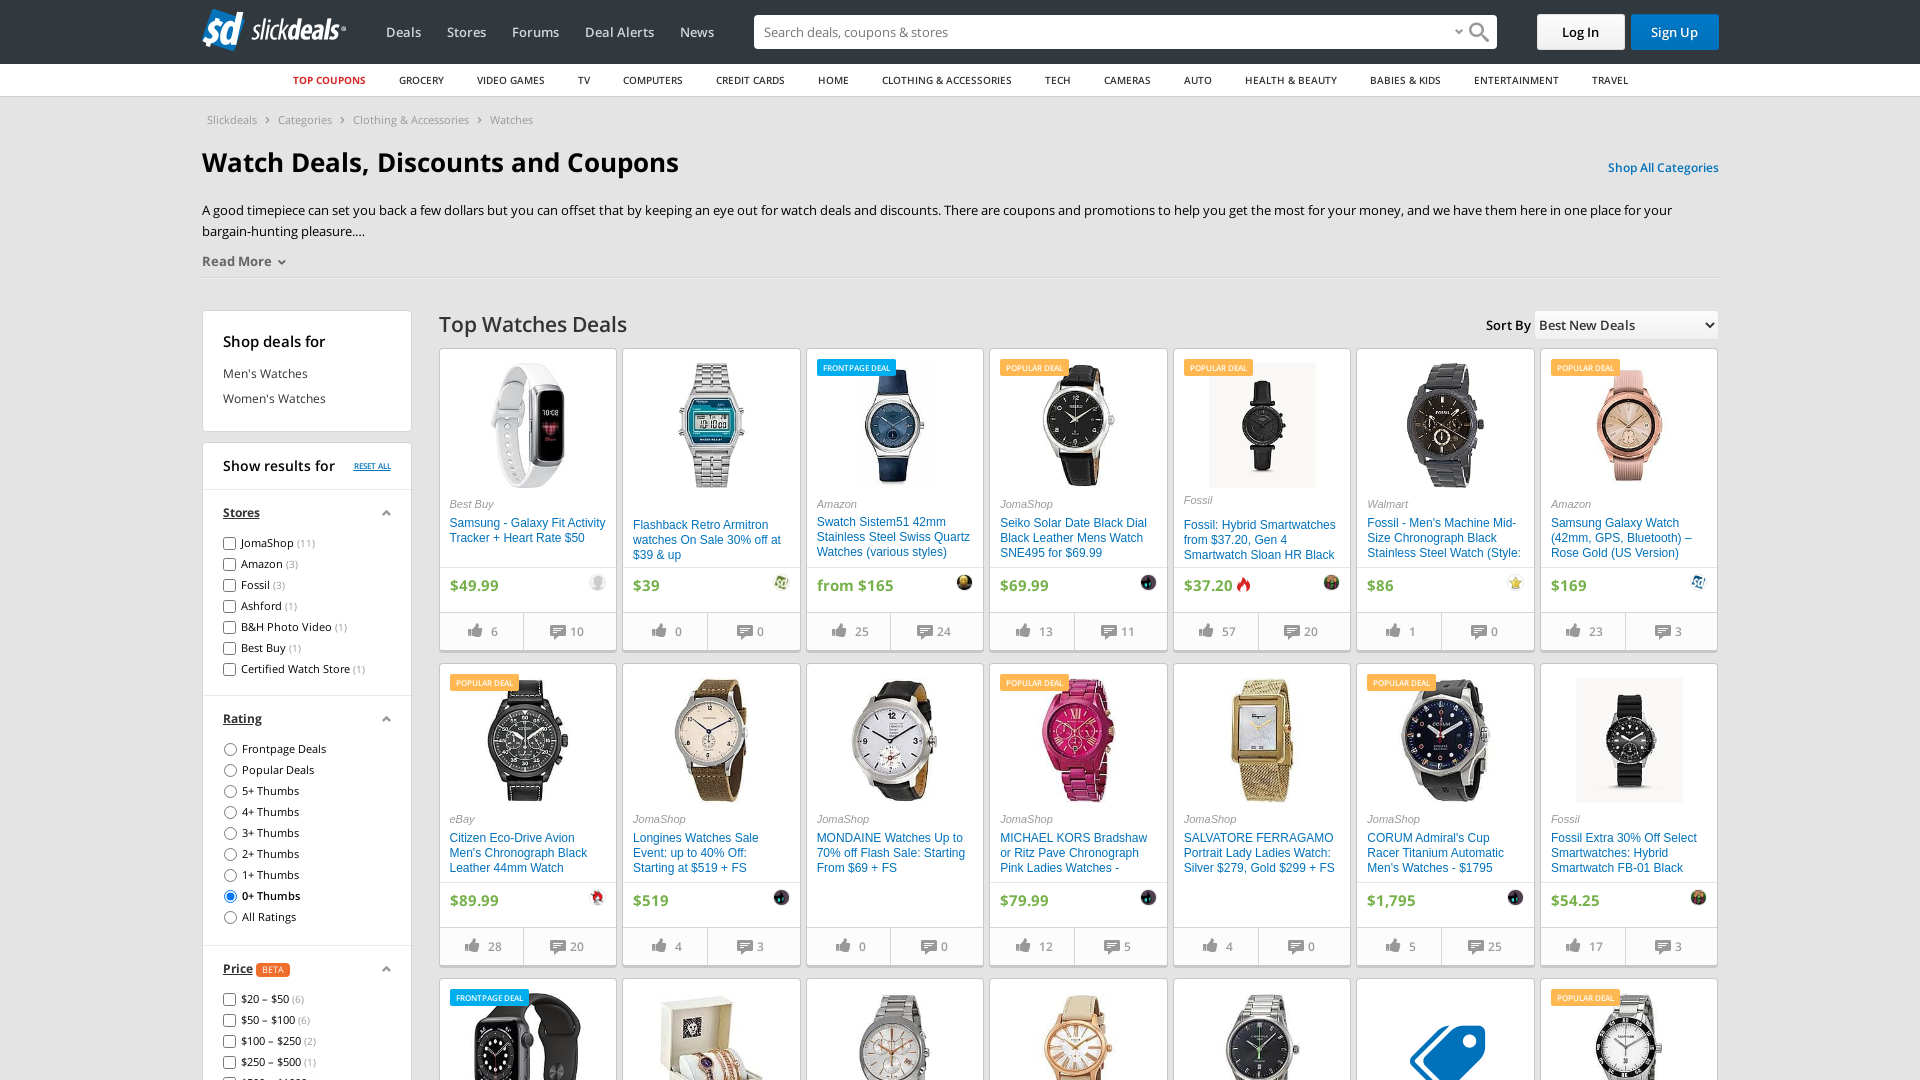 slickdeals
Deals
Stores
Forums
Deal Alerts
News
Search deals, coupons & stores
Log In
Sign Up
TOP COUPONS
GROCERY
VIDEO GAMES
TV
COMPUTERS
CREDIT CARDS
HOME
CLOTHING & ACCESSORIES
TECH
CAMERAS
AUTO
HEALTH & BEAUTY
BABIES & KIDS
ENTERTAINMENT
TRAVEL
Slickdeals
Categories
Clothing & Accessories
Watches
Watch Deals, Discounts and Coupons
Shop All Categories
A good timepiece can set you back a few dollars but you can offset that by keeping an eye out for watch deals and discounts. There are coupons and promotions to help you get the most for your money, and we have them here in one place for your
bargain-hunting pleasure....
Read More
Shop deals for
Men's Watches
Women's Watches
Show results for
RESET ALL
Stores
JomaShop (11)
Amazon (3)
Fossil (3)
Ashford (1)
B&H Photo Video (1)
Best Buy (1)
Certified Watch Store (1)
Rating
Frontpage Deals
Popular Deals
5+ Thumbs
4+ Thumbs
3+ Thumbs
2+ Thumbs
1+ Thumbs
0+ Thumbs
All Ratings
Price BETA
$20 – $50 (6)
$50 – $100 (6)
$100 – $250 (2)
$250 – $500 (1)
Top Watches Deals
Sort By Best New Deals
Best Buy
Samsung - Galaxy Fit Activity
Tracker + Heart Rate $50
$49.99
6
10
Flashback Retro Armitron
watches On Sale 30% off at
$39 & up
$39
0
0
FRONTPAGE DEAL
Amazon
Swatch Sistem51 42mm
Stainless Steel Swiss Quartz
Watches (various styles)
from $165
25
24
POPULAR DEAL
JomaShop
Seiko Solar Date Black Dial
Black Leather Mens Watch
SNE495 for $69.99
$69.99
13
11
POPULAR DEAL
Fossil
Fossil: Hybrid Smartwatches
from $37.20, Gen 4
Smartwatch Sloan HR Black
$37.20
57
20
Walmart
Fossil - Men's Machine Mid-
Size Chronograph Black
Stainless Steel Watch (Style:
$86
1
0
POPULAR DEAL
Amazon
Samsung Galaxy Watch
(42mm, GPS, Bluetooth) –
Rose Gold (US Version)
$169
23
3
POPULAR DEAL
eBay
Citizen Eco-Drive Avion
Men's Chronograph Black
Leather 44mm Watch
$89.99
28
20
JomaShop
Longines Watches Sale
Event: up to 40% Off:
Starting at $519 + FS
$519
4
3
JomaShop
MONDAINE Watches Up to
70% off Flash Sale: Starting
From $69 + FS
0
0
POPULAR DEAL
JomaShop
MICHAEL KORS Bradshaw
or Ritz Pave Chronograph
Pink Ladies Watches -
$79.99
12
5
JomaShop
SALVATORE FERRAGAMO
Portrait Lady Ladies Watch:
Silver $279, Gold $299 + FS
4
0
POPULAR DEAL
JomaShop
CORUM Admiral's Cup
Racer Titanium Automatic
Men's Watches - $1795
$1,795
5
25
Fossil
Fossil Extra 30% Off Select
Smartwatches: Hybrid
Smartwatch FB-01 Black
$54.25
17
3
FRONTPAGE DEAL
POPULAR DEAL